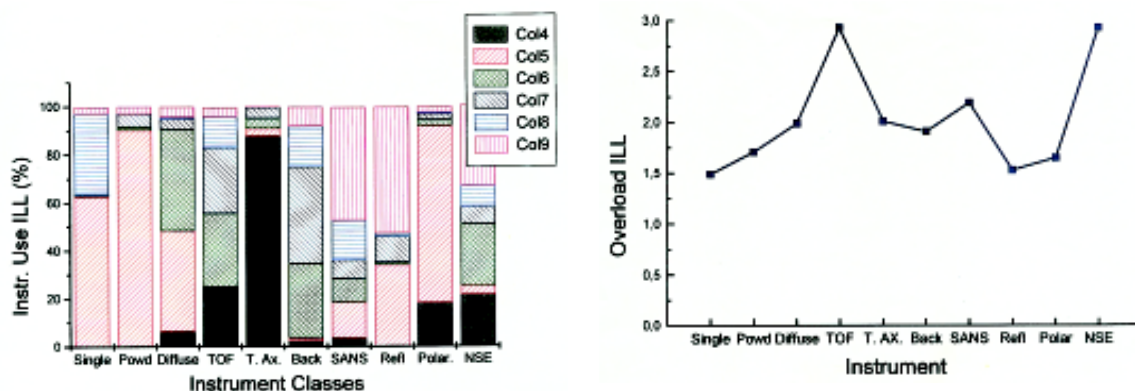 Col4
Col5
Col6
Col7
Col8
Col9
Instr. Use ILL (%)
100
80
60
40
20
0
Single Powd Diffuse TOF T. Ax. Back SANS Refl Polar. NSE
Instrument Classes
Overload ILL
3,0
2,5
2,0
1,5
1,0
0,5
0,0
Single Powd Diffuse TOF T. AX. Back SANS Refl Polar NSE
Instrument